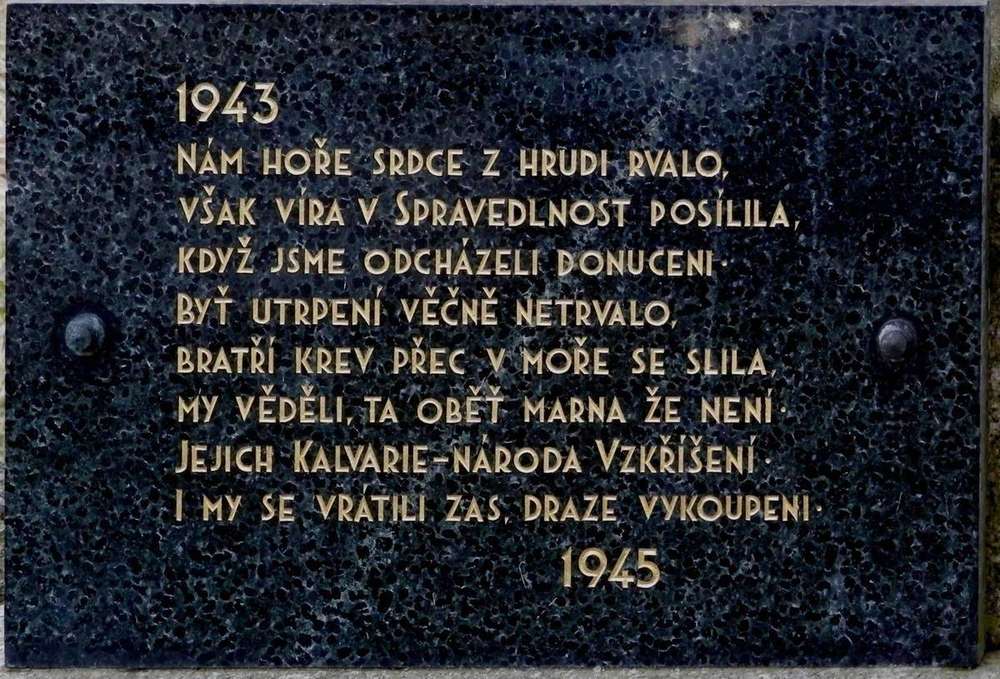 1943
NÁM HOŘE SRDCE Z HRUDI RVALO,
VŠAK VÍRA V SPRAVEDLNOST POSÍLILA,
KDYŽ JSME ODCHÁZELI DONUCENI.
BYŤ UTRPENÍ VĚČNĚ NETRVALO,
BRATŘÍ KREV PŘEC V MOŘE SE SLILA,
MY VĚDĚLI, TA OBĚŤ MARNA ŽE NENÍ.
JEJICH KALVARIE-NÁRODA VZKŘÍŠENÍ.
I MY SE VRÁTILI ZAS, DRAZE VYKOUPENI.
1945